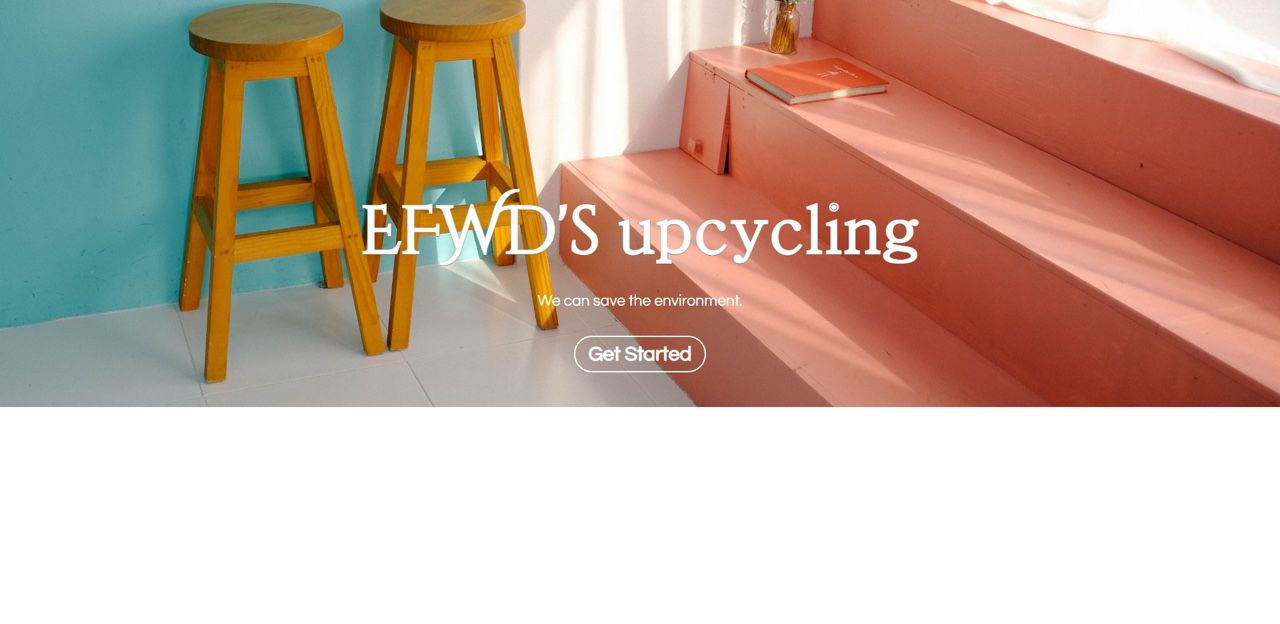 EFWD'S upcycling
We can save the environment.
Get Started